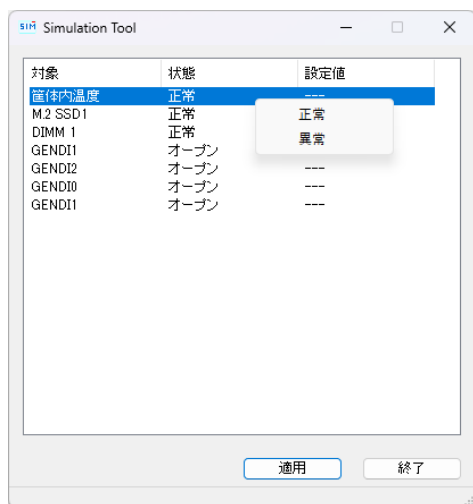 SIM Simulation Tool
対象 状態 設定値
筐体内温度 正常 ---
M.2 SSD1 正常
正常
DIMM 1 正常
異常
GENDI1 オープン
GENDI2 オープン ---
GENDI0 オープン ---
GENDI1 オープン ---
適用 終了